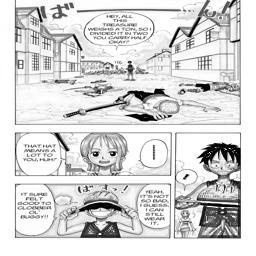 HEY, ALL
THIS
TREASURE
WEIGHS A TON, SO I
DIVIDED IT IN TWO
YOU CARRY HALF,
OKAY?
!
THAT HAT
MEANS A
LOT TO
YOU, HUH?
YEAH,
IT'S NOT
SO BAD,
I GUESS.
I CAN
STILL
WEAR IT.
IT SURE
FELT
GOOD TO
CLOBBER
OL'
BUGGY!!!